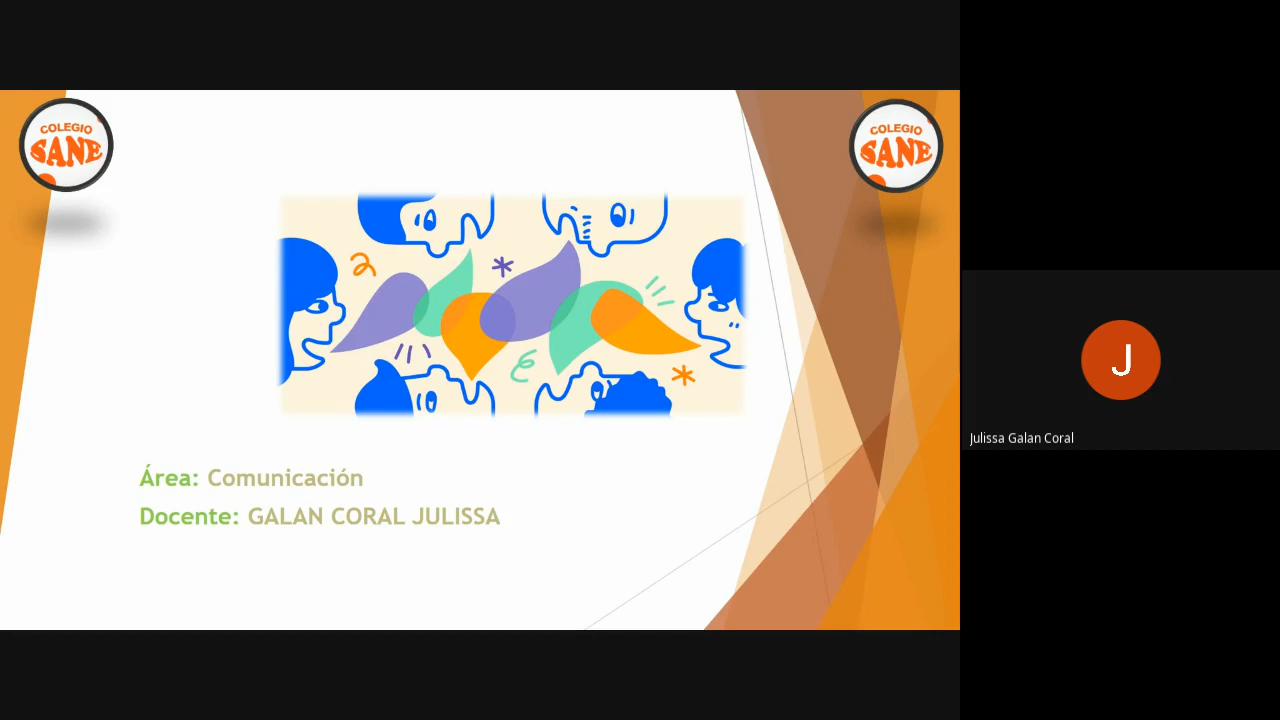 COLEGIO
SANE
COLEGIO
SANE
Área: Comunicación
Docente: GALAN CORAL JULISSA
J
Julissa Galan Coral